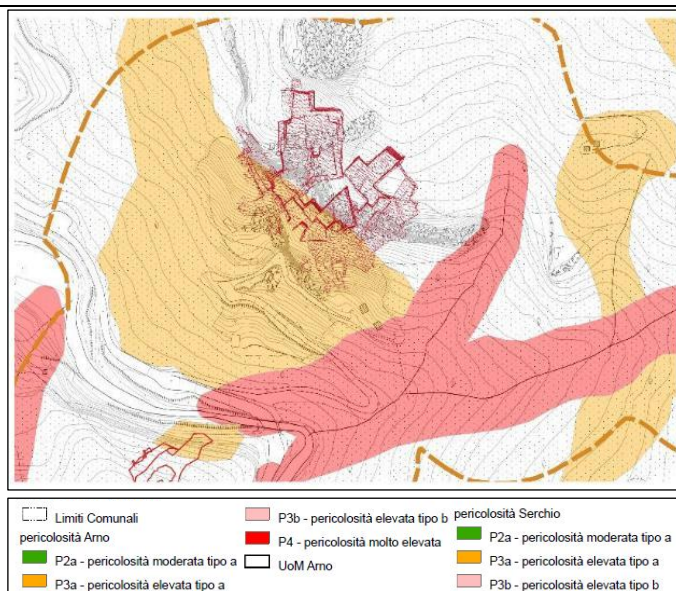 Limiti Comunali
pericolosità Arno
P2a - pericolosità moderata tipo a
P3a - pericolosità elevata tipo a
P3b - pericolosità elevata tipo b
P4 - pericolosità molto elevata
UoM Arno
pericolosità Serchio
P2a - pericolosità moderata tipo a
P3a - pericolosità elevata tipo a
P3b - pericolosità elevata tipo b